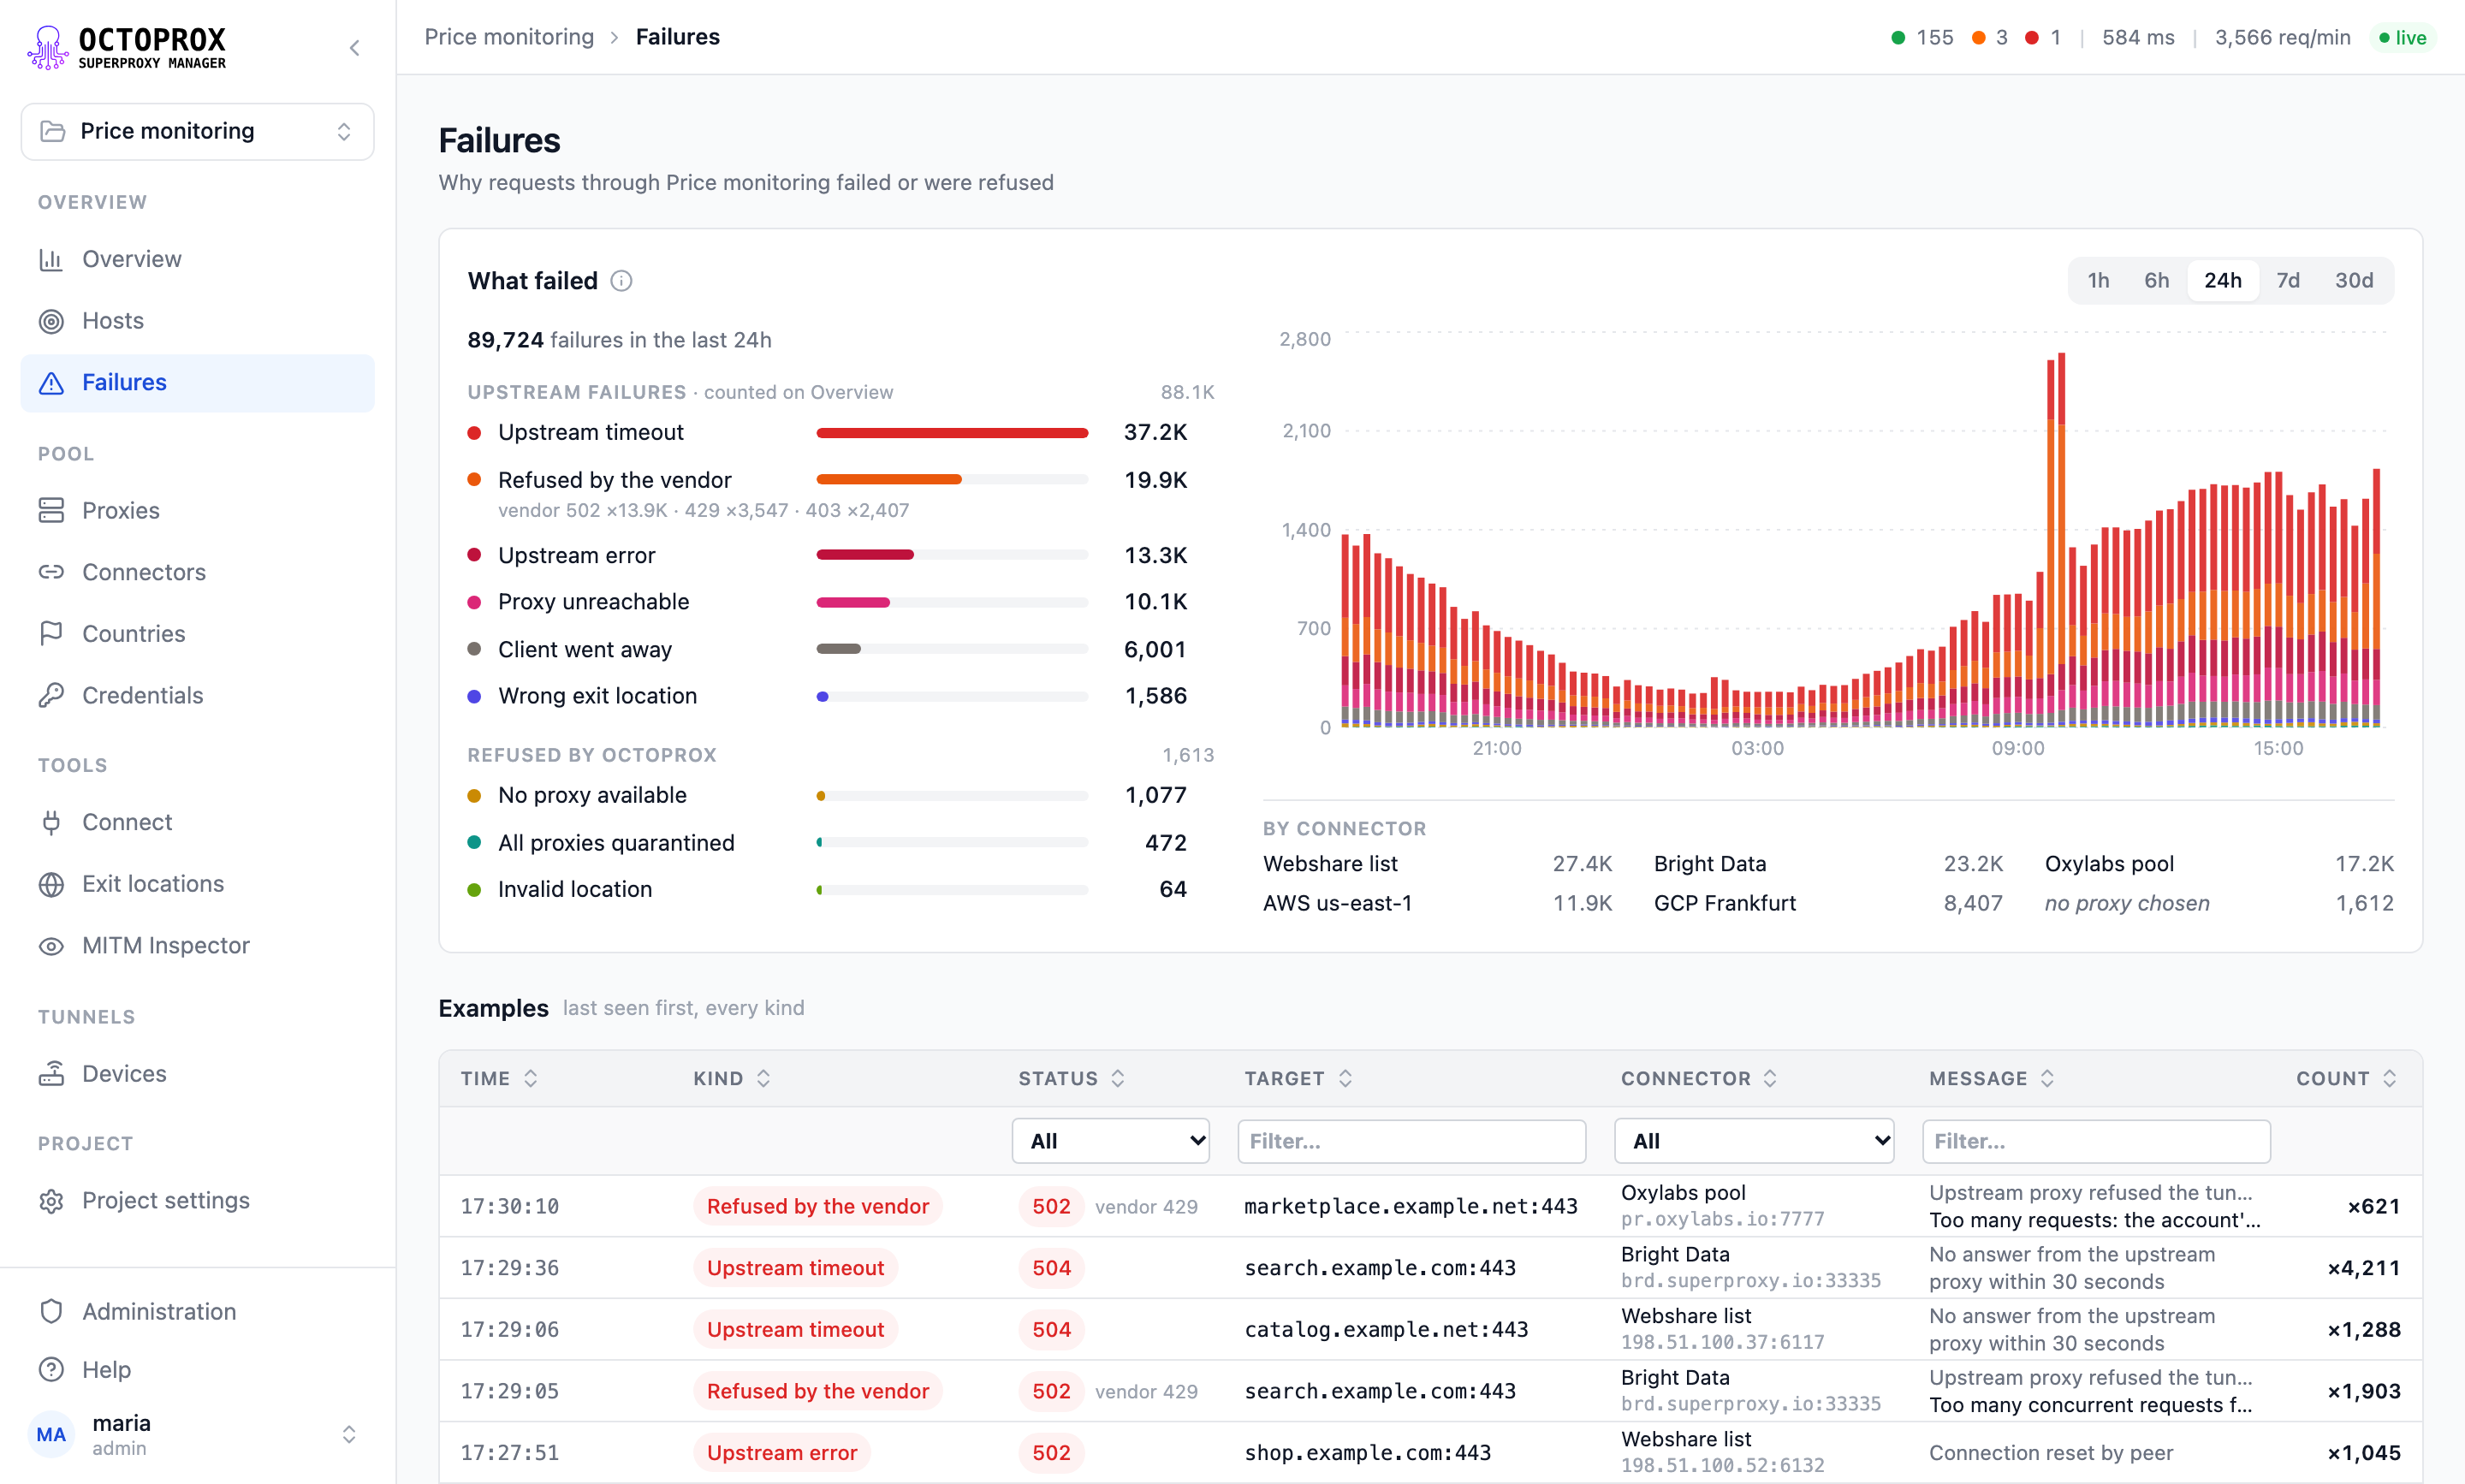 OCTOPROX
SUPERPROXY MANAGER
Price monitoring
OVERVIEW
Overview
Hosts
Failures
POOL
Proxies
Connectors
Countries
Credentials
TOOLS
Connect
Exit locations
MITM Inspector
TUNNELS
Devices
PROJECT
Project settings
Administration
Help
MA
maria
admin
Price monitoring > Failures
155 3 1 | 584 ms | 3,566 req/min live
Failures
Why requests through Price monitoring failed or were refused
What failed
1h 6h 24h 7d 30d
89,724 failures in the last 24h
UPSTREAM FAILURES · counted on Overview 88.1K
Upstream timeout 37.2K
Refused by the vendor 19.9K
vendor 502 ×13.9K · 429 ×3,547 · 403 ×2,407
Upstream error 13.3K
Proxy unreachable 10.1K
Client went away 6,001
Wrong exit location 1,586
REFUSED BY OCTOPROX 1,613
No proxy available 1,077
All proxies quarantined 472
Invalid location 64
2,800
2,100
1,400
700
0
21:00 03:00 09:00 15:00
BY CONNECTOR
Webshare list 27.4K Bright Data 23.2K Oxylabs pool 17.2K
AWS us-east-1 11.9K GCP Frankfurt 8,407 no proxy chosen 1,612
Examples last seen first, every kind
TIME KIND STATUS TARGET CONNECTOR MESSAGE COUNT
All Filter... All Filter...
17:30:10 Refused by the vendor 502 vendor 429 marketplace.example.net:443 Oxylabs pool Upstream proxy refused the tun... ×621
pr.oxylabs.io:7777 Too many requests: the account'...
17:29:36 Upstream timeout 504 search.example.com:443 Bright Data No answer from the upstream ×4,211
brd.superproxy.io:33335 proxy within 30 seconds
17:29:06 Upstream timeout 504 catalog.example.net:443 Webshare list No answer from the upstream ×1,288
198.51.100.37:6117 proxy within 30 seconds
17:29:05 Refused by the vendor 502 vendor 429 search.example.com:443 Bright Data Upstream proxy refused the tun... ×1,903
brd.superproxy.io:33335 Too many concurrent requests f...
17:27:51 Upstream error 502 shop.example.com:443 Webshare list Connection reset by peer ×1,045
198.51.100.52:6132